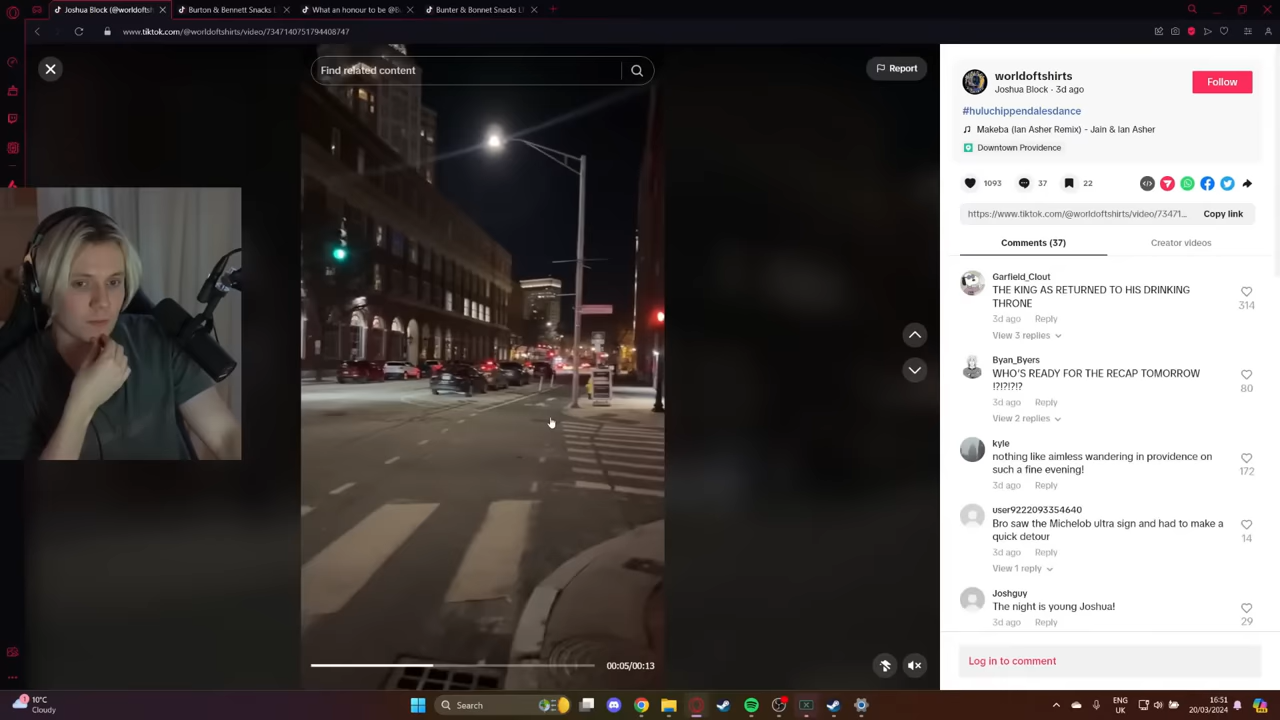 Joshua Block (@worldofsh
Burton & Bennett Snacks L
What an honour to be @B
Bunter & Bonnet Snacks L
www.tiktok.com/@worldoftshirts/video/7347140751794408747
Find related content
Report
worldoftshirts
Joshua Block · 3d ago
Follow
#huluchippendalesdance
Makeba (Ian Asher Remix) - Jain & Ian Asher
Downtown Providence
1093
37
22
https://www.tiktok.com/@worldoftshirts/video/73471...
Copy link
Comments (37)
Creator videos
Garfield_Clout
THE KING AS RETURNED TO HIS DRINKING
THRONE
314
3d ago
Reply
View 3 replies
Byan_Byers
WHO'S READY FOR THE RECAP TOMORROW
!?!?!?!?
80
3d ago
Reply
View 2 replies
kyle
nothing like aimless wandering in providence on
such a fine evening!
172
3d ago
Reply
user9222093354640
Bro saw the Michelob ultra sign and had to make a
quick detour
14
3d ago
Reply
View 1 reply
Joshguy
The night is young Joshua!
29
3d ago
Reply
00:05/00:13
Log in to comment
10°C
Cloudy
Search
ENG
UK
16:51
20/03/2024